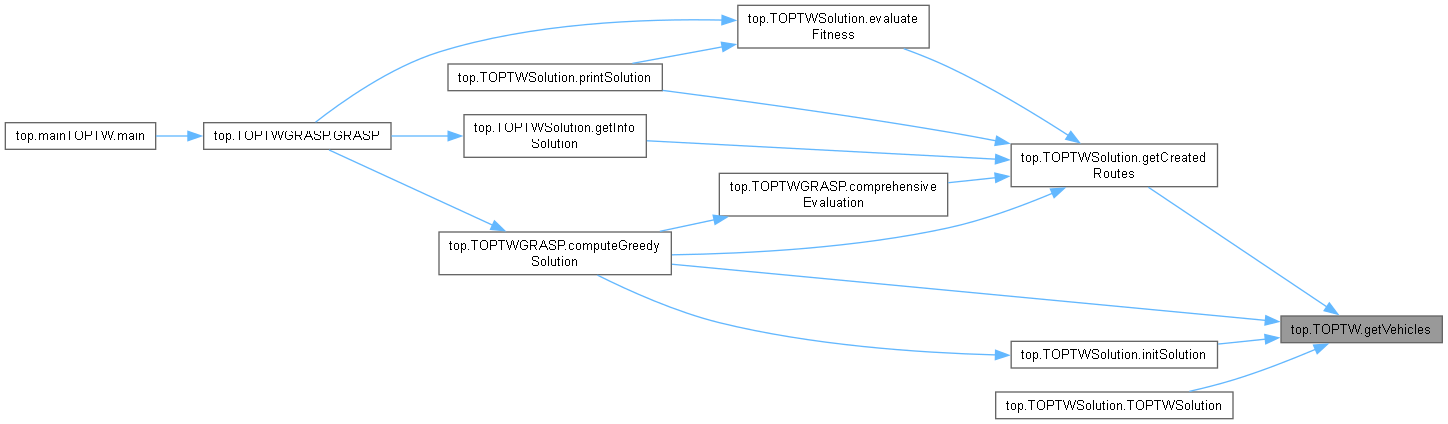 top.TOPTWSolution.evaluate
Fitness
top.TOPTWSolution.printSolution
top.mainTOPTW.main
top.TOPTWGRASP.GRASP
top.TOPTWSolution.getInfo
Solution
top.TOPTWSolution.getCreated
Routes
top.TOPTWGRASP.comprehensive
Evaluation
top.TOPTWGRASP.computeGreedy
Solution
top.TOPTW.getVehicles
top.TOPTWSolution.initSolution
top.TOPTWSolution.TOPTWSolution